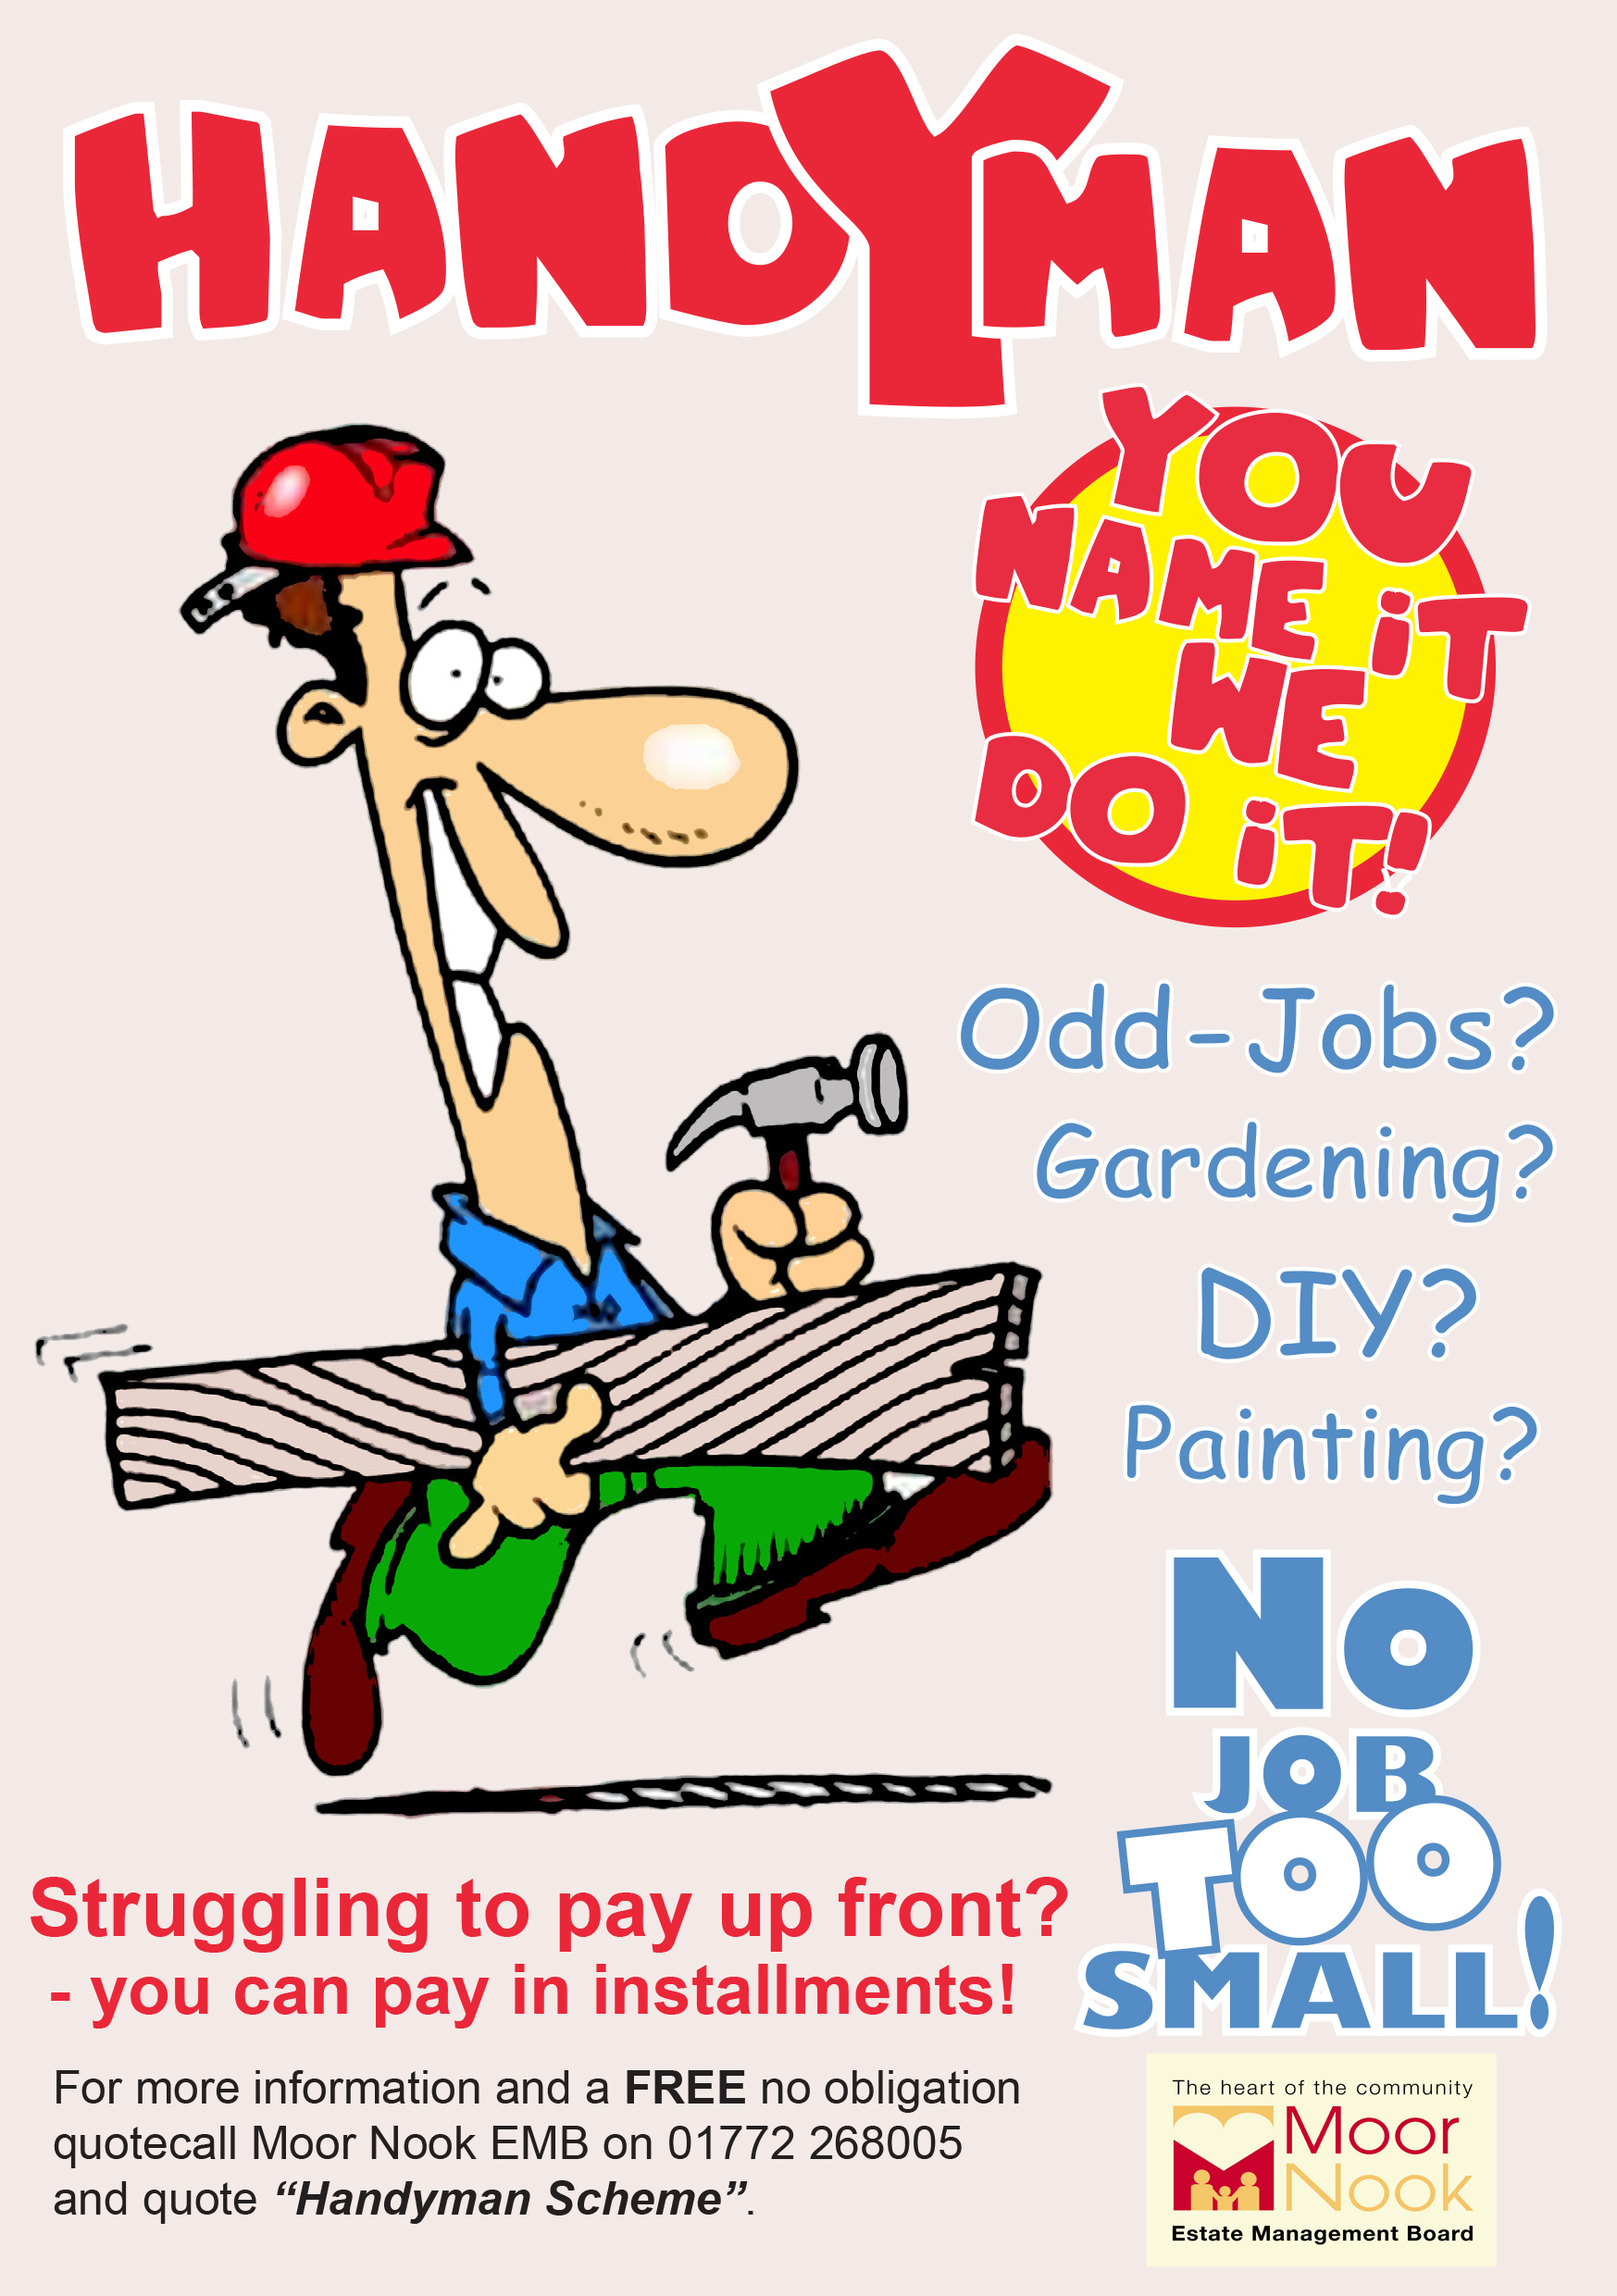 HANDYMAN
YOU
NAME iT
WE
DO iT!
Odd-Jobs?
Gardening?
DIY?
Painting?
NO
JOB
TOO
SMALL!
Struggling to pay up front?
- you can pay in installments!
For more information and a FREE no obligation
quotecall Moor Nook EMB on 01772 268005
and quote “Handyman Scheme”.
The heart of the community
Moor
Nook
Estate Management Board